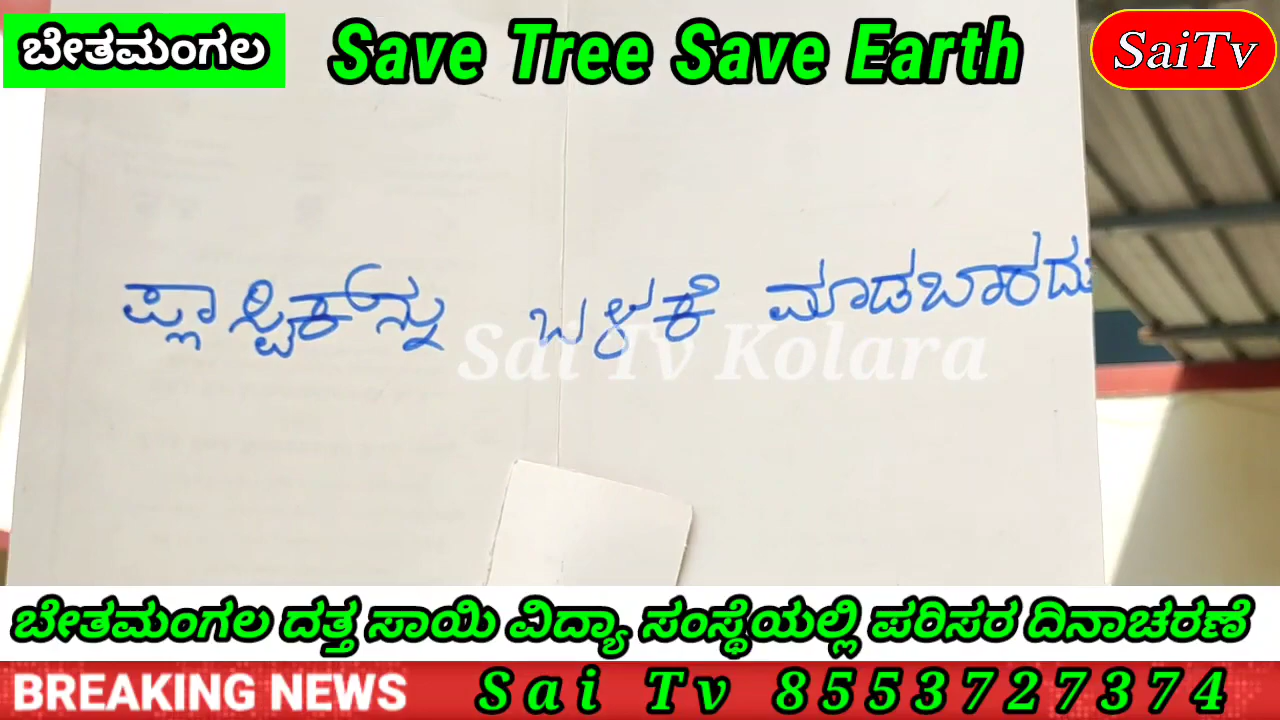 ಬೇತಮಂಗಲ
Save Tree Save Earth
SaiTv
ಪ್ಲಾಸ್ಟಿಕ್‌ನ್ನು ಬಳಕೆ ಮಾಡಬಾರದು
Sai Tv Kolara
ಬೇತಮಂಗಲ ದತ್ತ ಸಾಯಿ ವಿದ್ಯಾ ಸಂಸ್ಥೆಯಲ್ಲಿ ಪರಿಸರ ದಿನಾಚರಣೆ
BREAKING NEWS Sai Tv 8553727374